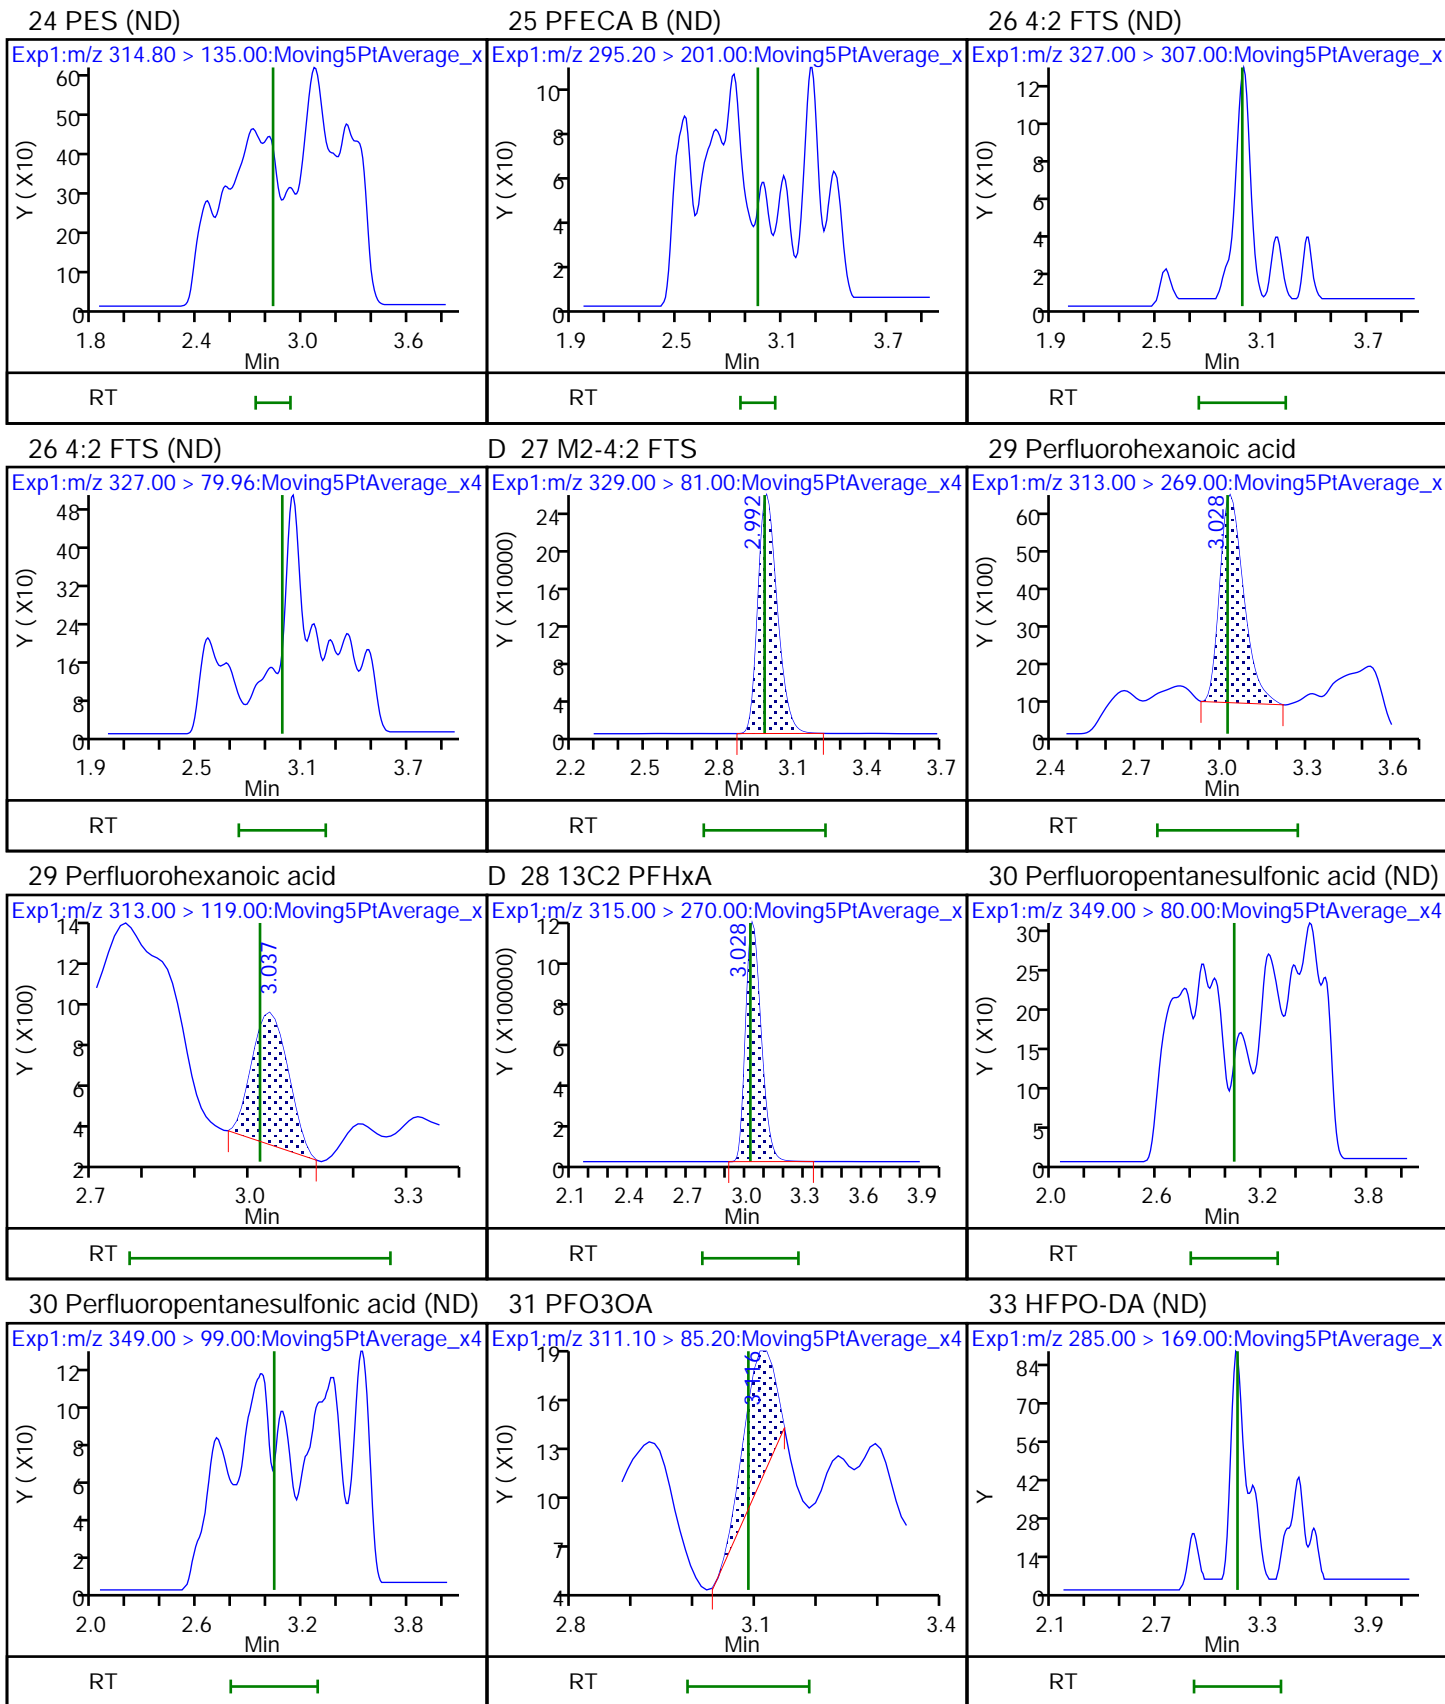 24 PES (ND)
Exp1:m/z 314.80 > 135.00:Moving5PtAverage_x
Y ( X10)
60
50
40
30
20
10
0
1.8 2.4 3.0 3.6
Min
RT
25 PFECA B (ND)
Exp1:m/z 295.20 > 201.00:Moving5PtAverage_x
Y ( X10)
10
8
6
4
2
0
1.9 2.5 3.1 3.7
Min
RT
26 4:2 FTS (ND)
Exp1:m/z 327.00 > 307.00:Moving5PtAverage_x
Y ( X10)
12
10
8
6
4
2
0
1.9 2.5 3.1 3.7
Min
RT
26 4:2 FTS (ND)
Exp1:m/z 327.00 > 79.96:Moving5PtAverage_x4
Y ( X10)
48
40
32
24
16
8
0
1.9 2.5 3.1 3.7
Min
RT
D 27 M2-4:2 FTS
Exp1:m/z 329.00 > 81.00:Moving5PtAverage_x4
2.992
Y ( X10000)
24
20
16
12
8
4
0
2.2 2.5 2.8 3.1 3.4 3.7
Min
RT
29 Perfluorohexanoic acid
Exp1:m/z 313.00 > 269.00:Moving5PtAverage_x
3.028
Y ( X100)
60
50
40
30
20
10
0
2.4 2.7 3.0 3.3 3.6
Min
RT
29 Perfluorohexanoic acid
Exp1:m/z 313.00 > 119.00:Moving5PtAverage_x
3.037
Y ( X100)
14
12
10
8
6
4
2
2.7 3.0 3.3
Min
RT
D 28 13C2 PFHxA
Exp1:m/z 315.00 > 270.00:Moving5PtAverage_x
3.028
Y ( X100000)
12
10
8
6
4
2
0
2.1 2.4 2.7 3.0 3.3 3.6 3.9
Min
RT
30 Perfluoropentanesulfonic acid (ND)
Exp1:m/z 349.00 > 80.00:Moving5PtAverage_x4
Y ( X10)
30
25
20
15
10
5
0
2.0 2.6 3.2 3.8
Min
RT
30 Perfluoropentanesulfonic acid (ND)
Exp1:m/z 349.00 > 99.00:Moving5PtAverage_x4
Y ( X10)
12
10
8
6
4
2
0
2.0 2.6 3.2 3.8
Min
RT
31 PFO3OA
Exp1:m/z 311.10 > 85.20:Moving5PtAverage_x4
3.116
Y ( X10)
19
16
13
10
7
4
2.8 3.1 3.4
Min
RT
33 HFPO-DA (ND)
Exp1:m/z 285.00 > 169.00:Moving5PtAverage_x
Y
84
70
56
42
28
14
0
2.1 2.7 3.3 3.9
Min
RT